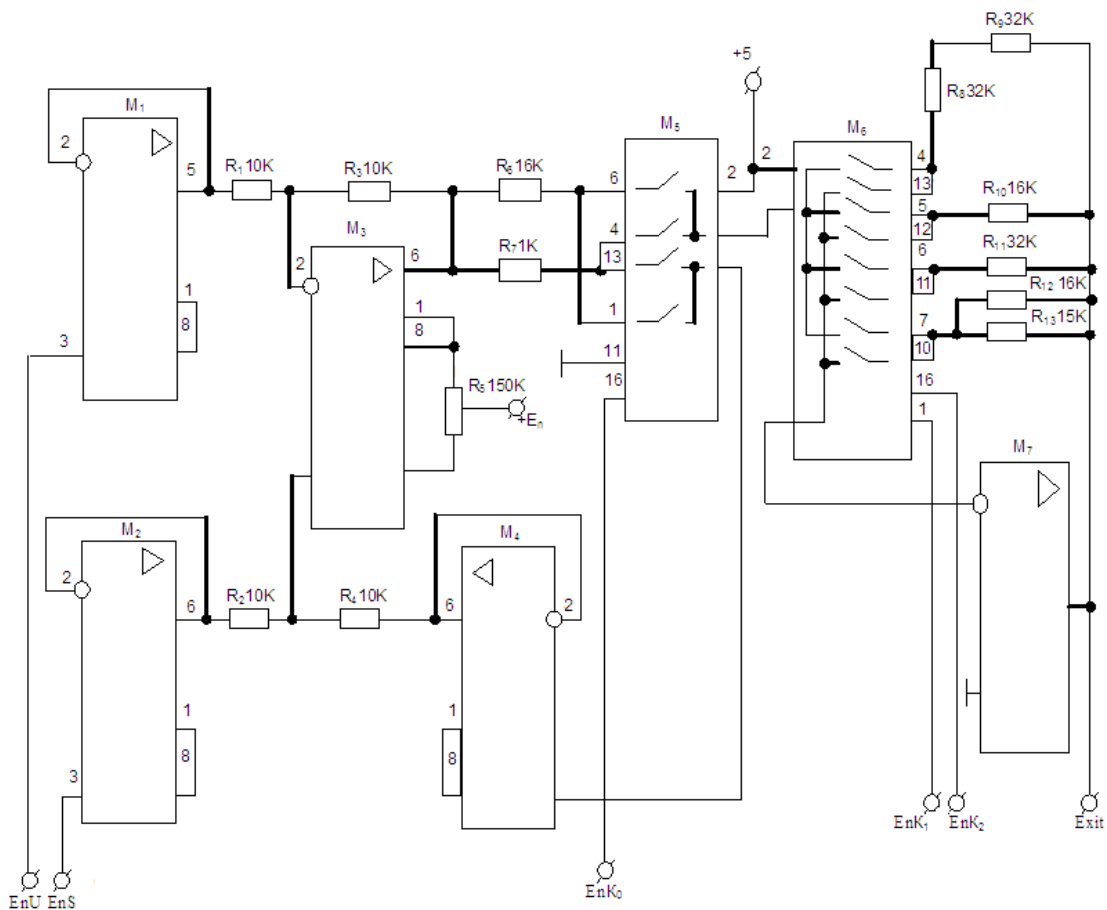 R₉32K
+5
R₈32K
M₁
M₅
M₆
2
5
R₁10K
R₃10K
R₆16K
6
2
2
4
13
R₁₀16K
5
M₃
4
12
R₁₁32K
2
6
R₇1K
13
6
11
R₁₂ 16K
1
1
1
7
R₁₃15K
8
8
10
3
11
R₅150K
16
16
+Eₙ
1
M₇
M₂
M₄
2
R₂10K
R₄10K
6
6
2
1
1
8
8
3
EnK₁
EnK₂
Exit
EnU
EnS
EnK₀